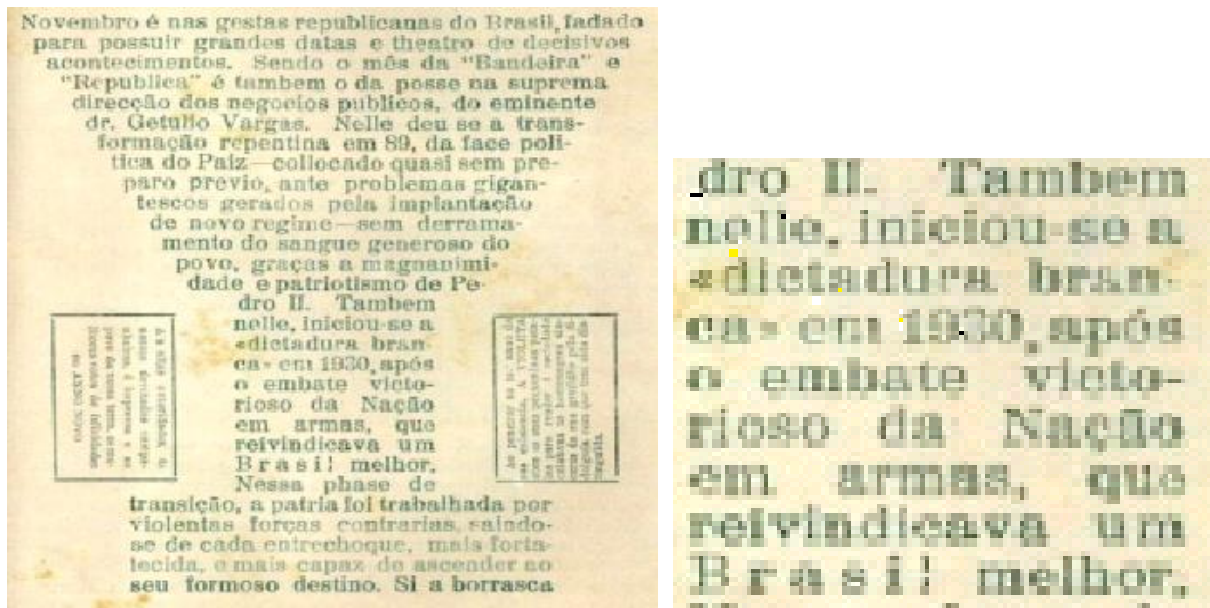 Novembro é nas gestas republicanas do Brasil, fadado
para possuir grandes datas e theatro de decisivos
acontecimentos. Sendo o mês da “Bandeira” e
“Republica” é tambem o da posse na suprema
direcção dos negocios publicos, do eminente
dr. Getulio Vargas. Nelle deu se a trans-
formação repentina em 89, da face poli-
tica do Paiz—collocado quasi sem pre-
paro previo, ante problemas gigan-
tescos gerados pela implantação
de novo regime—sem derrama-
mento do sangue generoso do
povo, graças a magnanimi-
dade e patriotismo de Pe-
dro II. Tambem
nelle, iniciou-se a
«dictadura bran-
ca» em 1930, após
o embate victo-
rioso da Nação
em armas, que
reivindicava um
Brasil melhor.
Nessa phase de
transição, a patria foi trabalhada por
violentas forças contrarias, saindo-
se de cada entrechoque, mais forta-
lecida, e mais capaz de ascender ao
seu formoso destino. Si a borrasca
dro II. Tambem
nelle, iniciou-se a
«dictadura bran-
ca» em 1930, após
o embate victo-
rioso da Nação
em armas, que
reivindicava um
Brasil melhor.